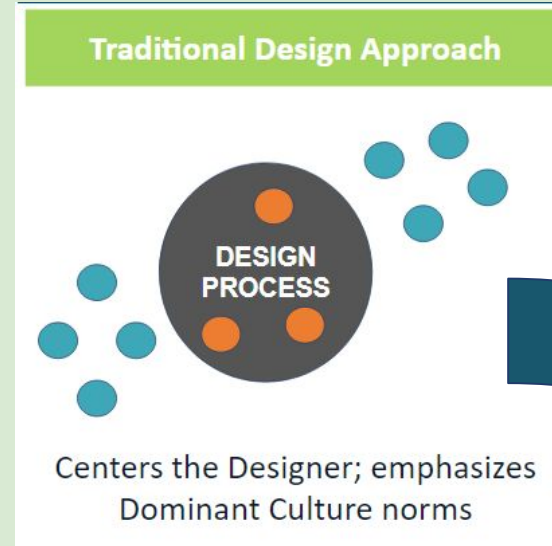 Traditional Design Approach
DESIGN
PROCESS
Centers the Designer; emphasizes
Dominant Culture norms